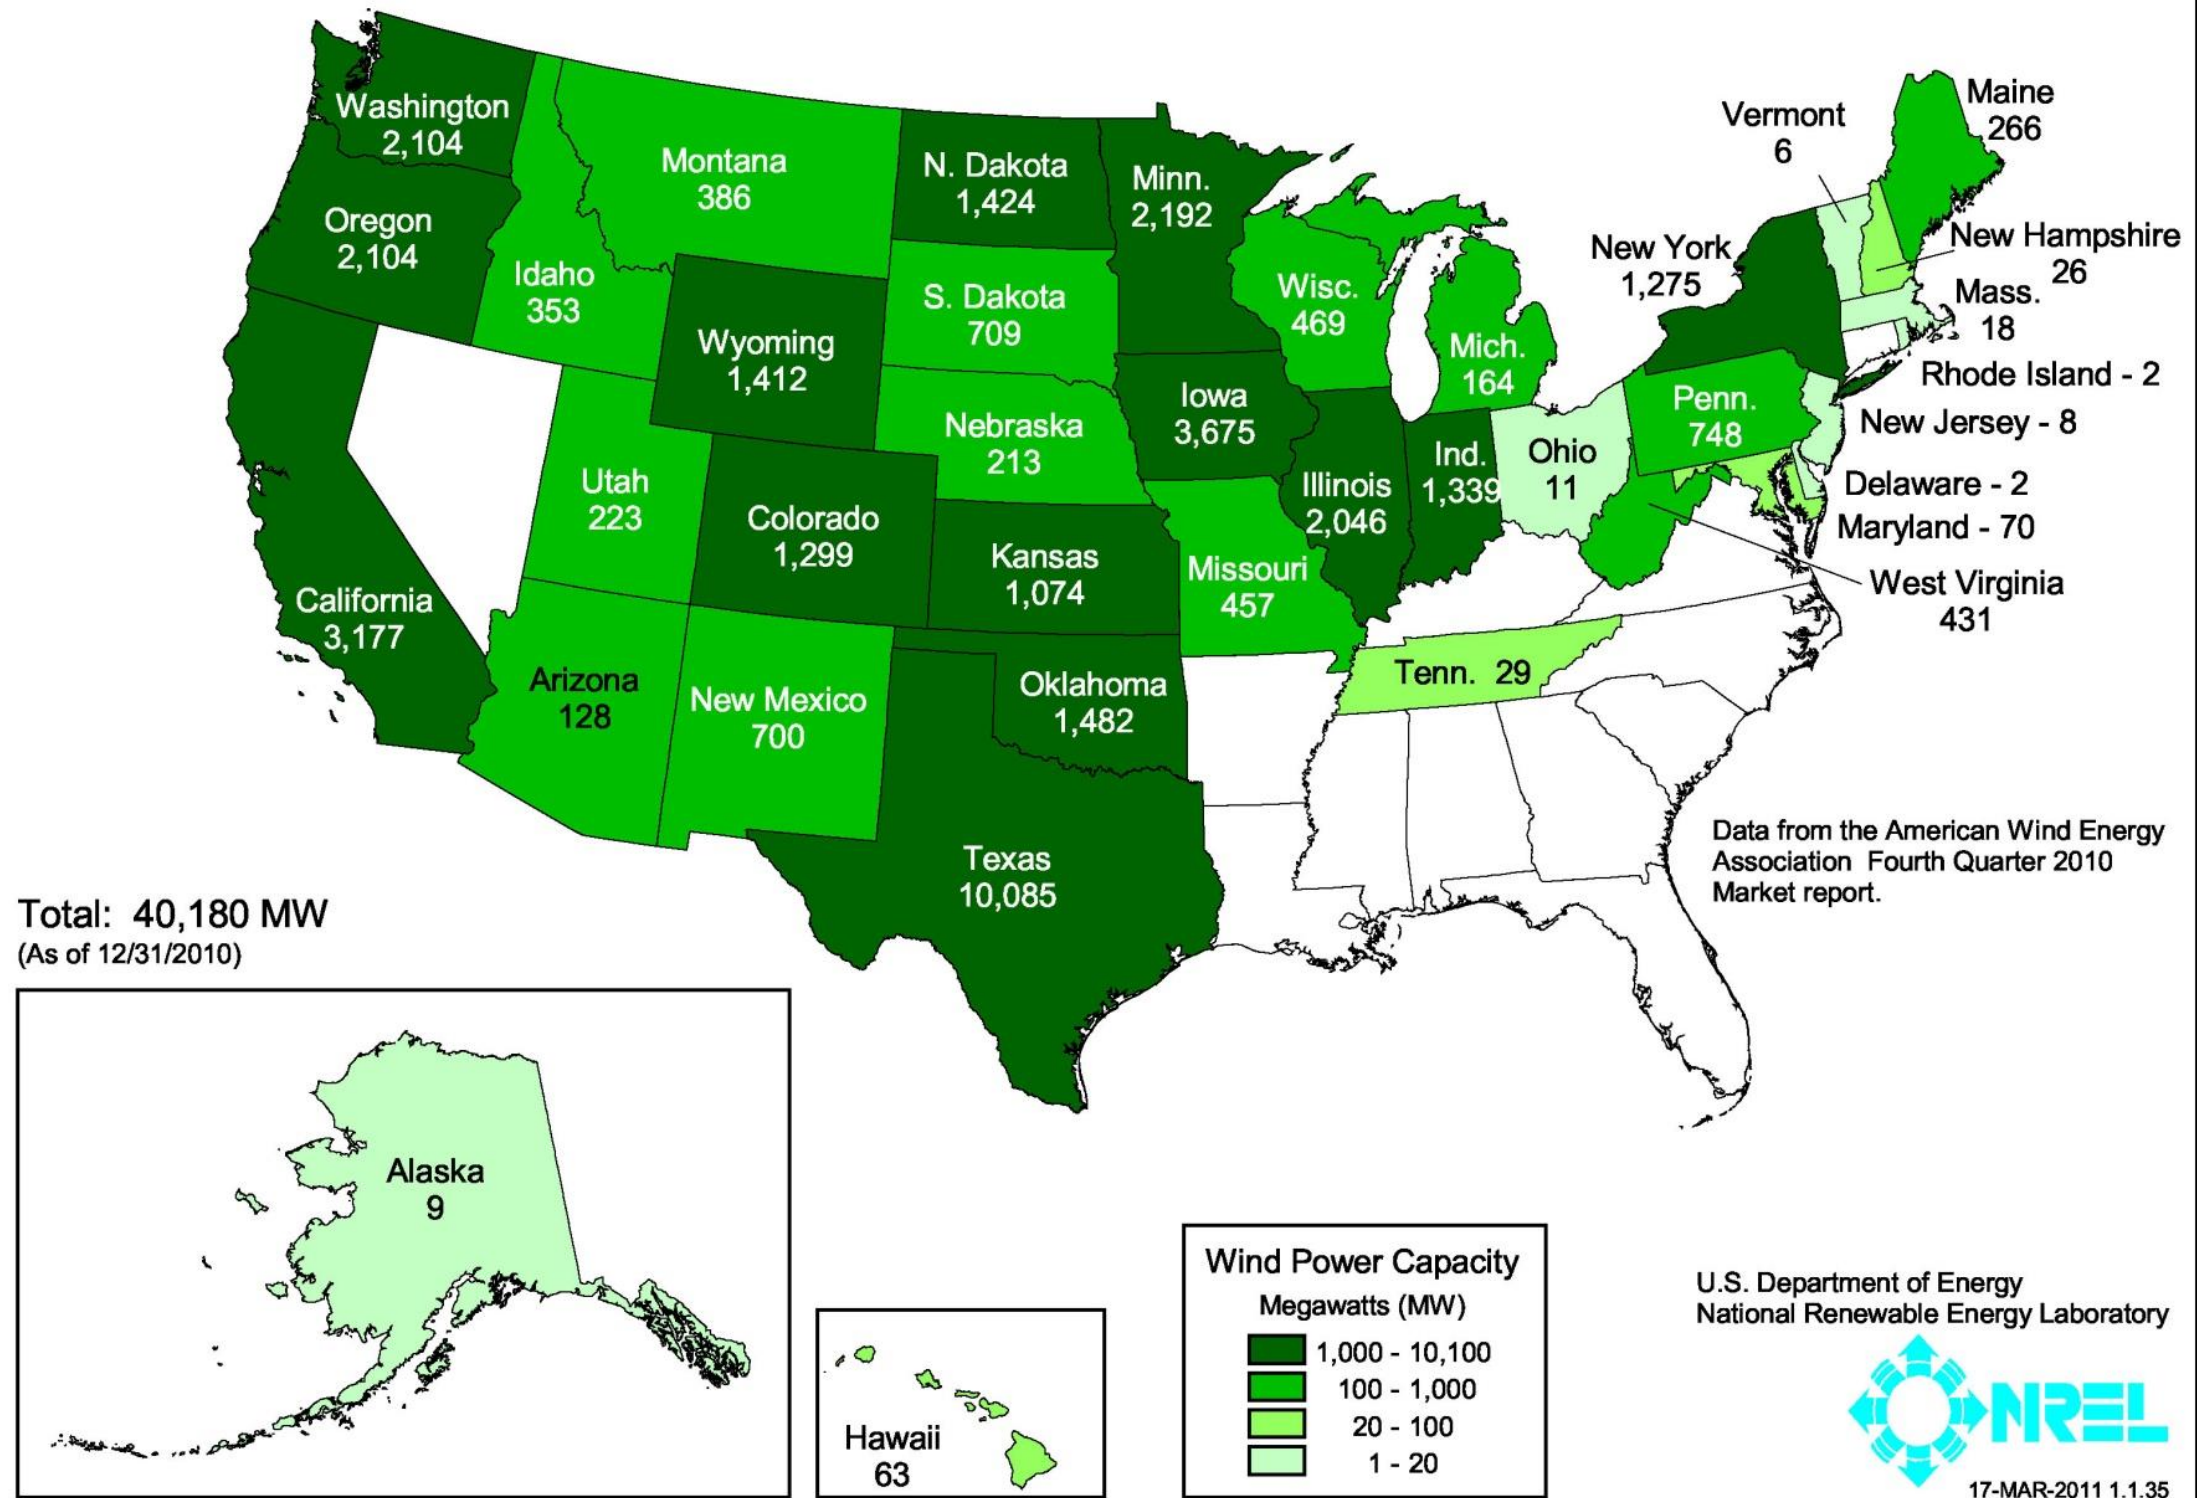 Washington
2,104
Oregon
2,104
California
3,177
Idaho
353
Montana
386
Wyoming
1,412
Utah
223
Colorado
1,299
Arizona
128
New Mexico
700
N. Dakota
1,424
S. Dakota
709
Nebraska
213
Kansas
1,074
Oklahoma
1,482
Texas
10,085
Minn.
2,192
Iowa
3,675
Missouri
457
Wisc.
469
Illinois
2,046
Mich.
164
Ind.
1,339
Ohio
11
Tenn. 29
Penn.
748
New York
1,275
Vermont
6
Maine
266
New Hampshire
26
Mass.
18
Rhode Island - 2
New Jersey - 8
Delaware - 2
Maryland - 70
West Virginia
431
Data from the American Wind Energy
Association Fourth Quarter 2010
Market report.
Total: 40,180 MW
(As of 12/31/2010)
Alaska
9
Hawaii
63
Wind Power Capacity
Megawatts (MW)
1,000 - 10,100
100 - 1,000
20 - 100
1 - 20
U.S. Department of Energy
National Renewable Energy Laboratory
NREL
17-MAR-2011 1.1.35